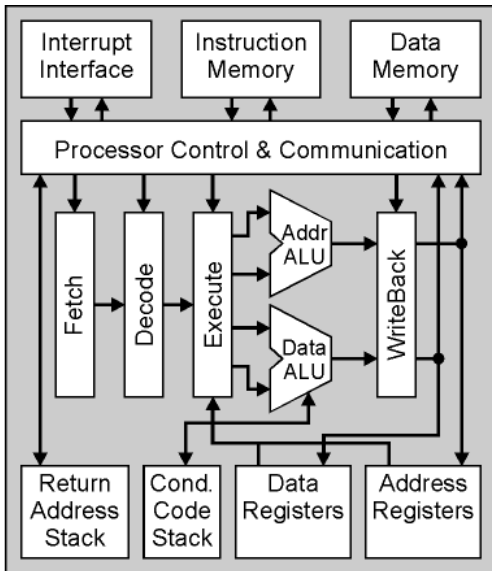 Interrupt
Interface
Instruction
Memory
Data
Memory
Processor Control & Communication
Fetch
Decode
Execute
Addr
ALU
Data
ALU
WriteBack
Return
Address
Stack
Cond.
Code
Stack
Data
Registers
Address
Registers